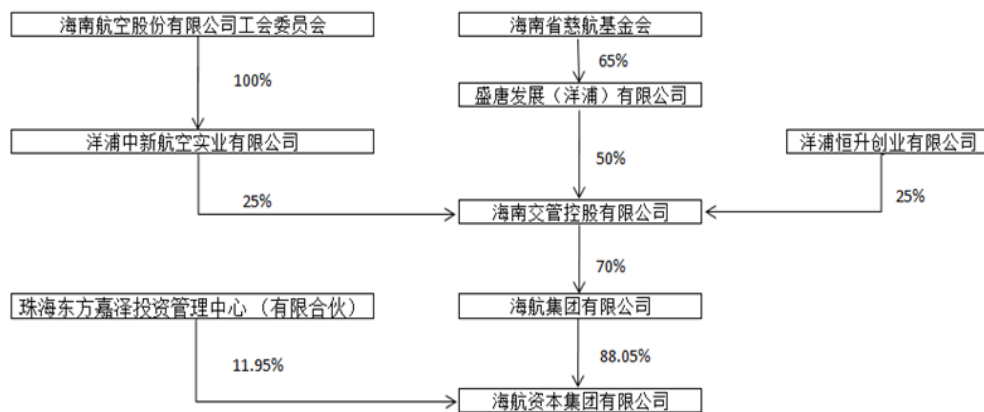 海南航空股份有限公司工会委员会
海南省慈航基金会
65%
100%
盛唐发展（洋浦）有限公司
洋浦中新航空实业有限公司
洋浦恒升创业有限公司
50%
25%
25%
海南交管控股有限公司
70%
珠海东方嘉泽投资管理中心 （有限合伙）
海航集团有限公司
11.95%
88.05%
海航资本集团有限公司